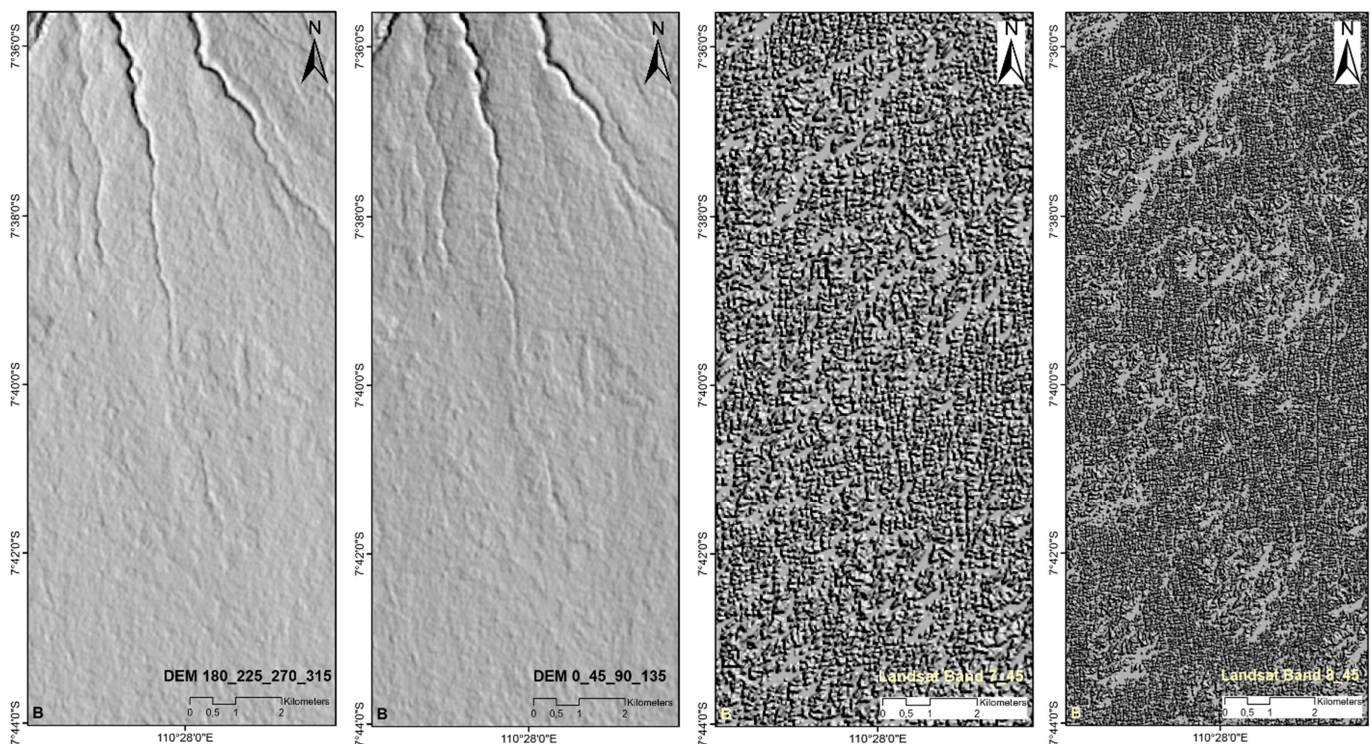 N
7°36'0"S
7°38'0"S
7°40'0"S
7°42'0"S
7°44'0"S
DEM 180_225_270_315
0 0,5 1 2 Kilometers
B
110°28'0"E
N
7°36'0"S
7°38'0"S
7°40'0"S
7°42'0"S
7°44'0"S
DEM 0_45_90_135
0 0,5 1 2 Kilometers
B
110°28'0"E
N
7°36'0"S
7°38'0"S
7°40'0"S
7°42'0"S
7°44'0"S
Landsat Band 7_45
0 0,5 1 2 Kilometers
B
110°28'0"E
N
7°36'0"S
7°38'0"S
7°40'0"S
7°42'0"S
7°44'0"S
Landsat Band 8_45
0 0,5 1 2 Kilometers
B
110°28'0"E